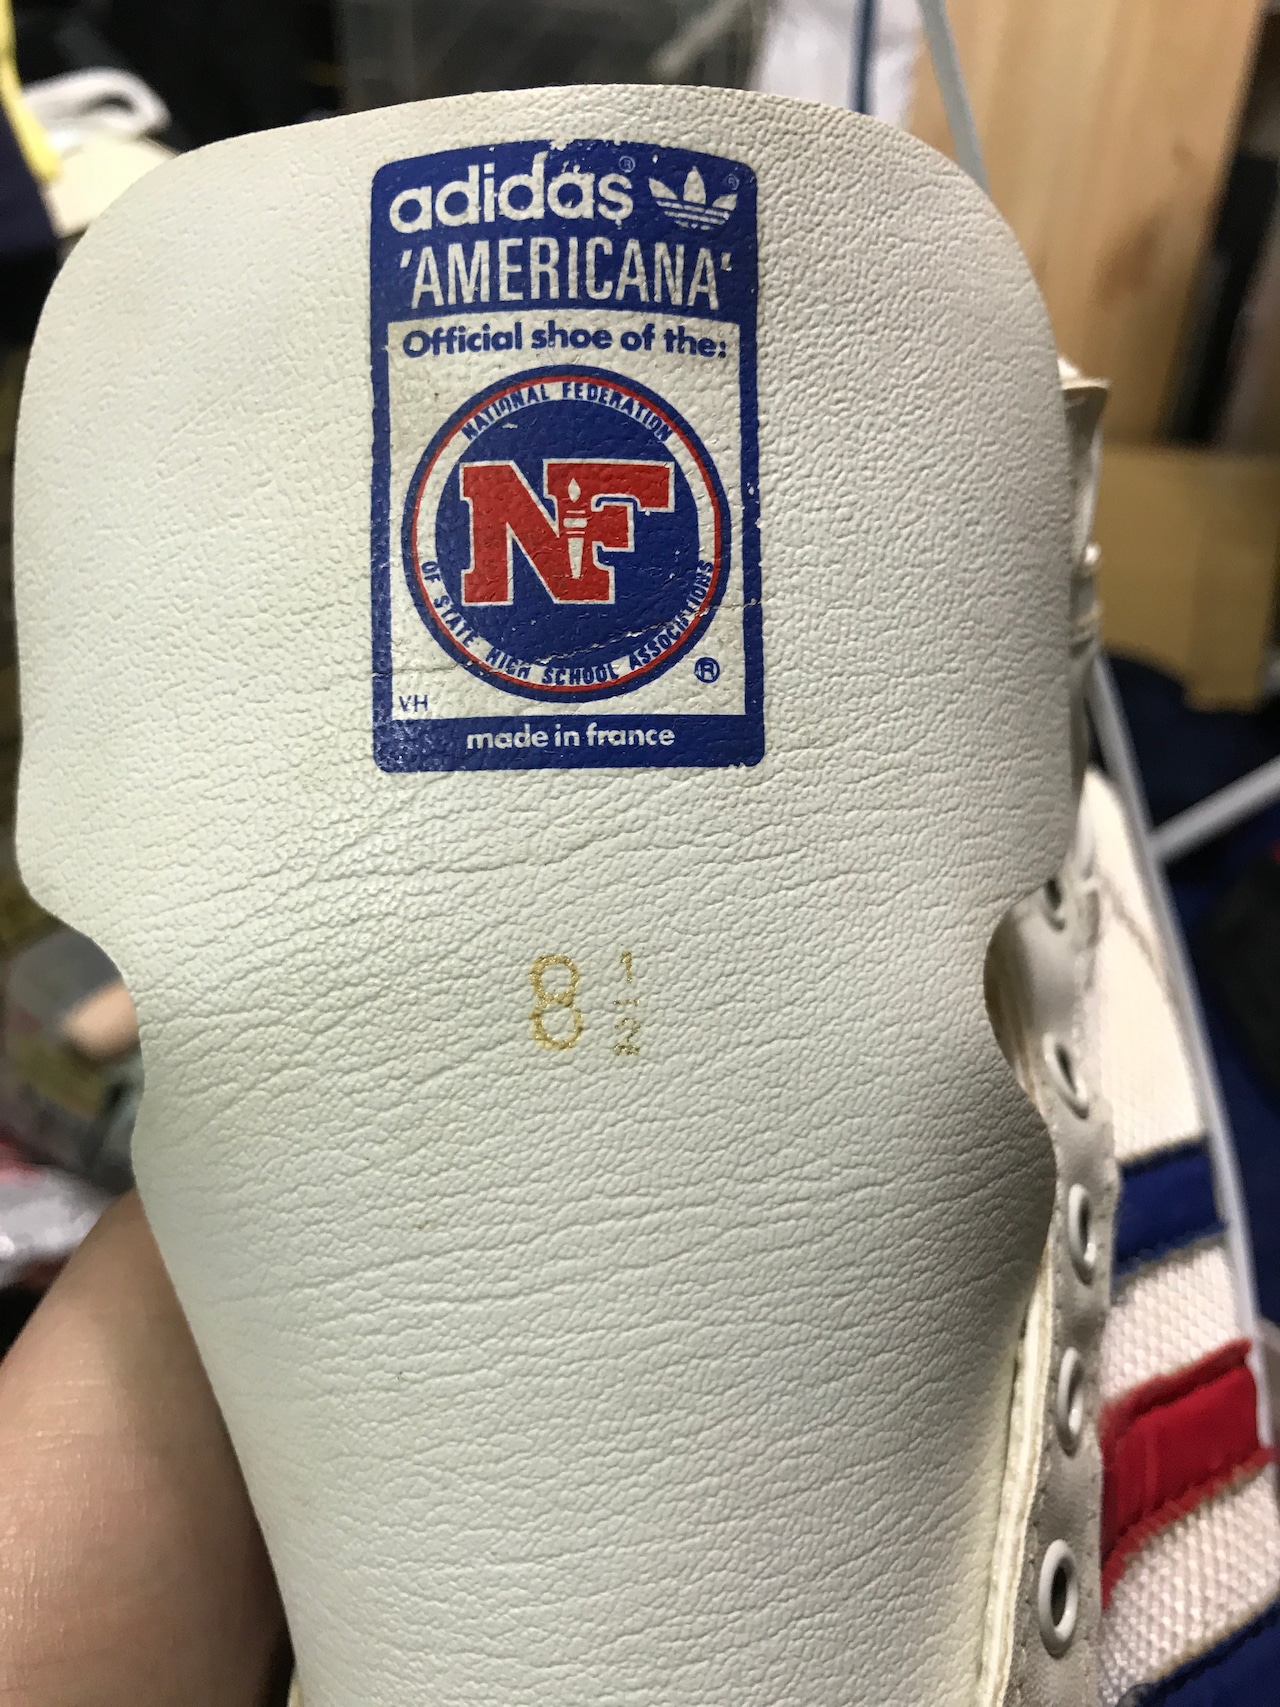 adidas®
'AMERICANA'
Official shoe of the:
NATIONAL FEDERATION
NF
OF STATE HIGH SCHOOL ASSOCIATIONS
®
VH
made in france
8 1/2